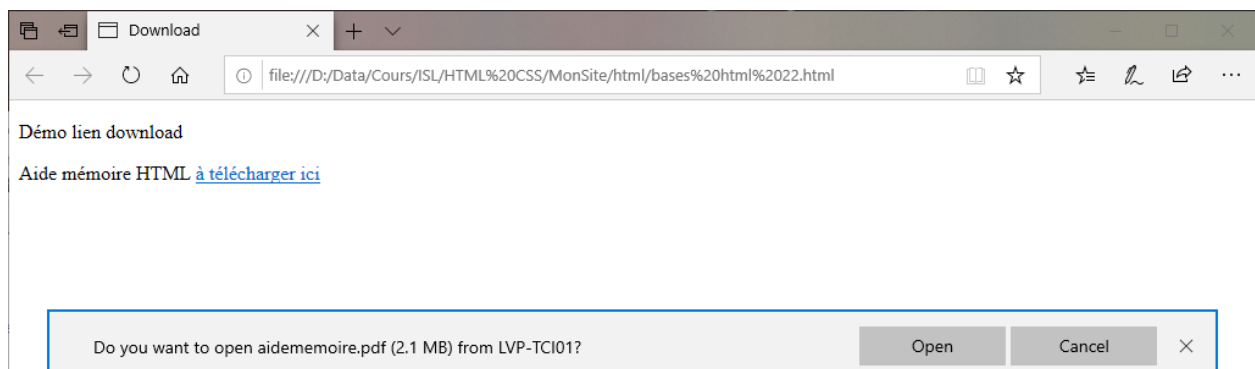 Download
file:///D:/Data/Cours/ISL/HTML%20CSS/MonSite/html/bases%20html%2022.html
Démo lien download
Aide mémoire HTML à télécharger ici
Do you want to open aidememoire.pdf (2.1 MB) from LVP-TCI01? Open Cancel